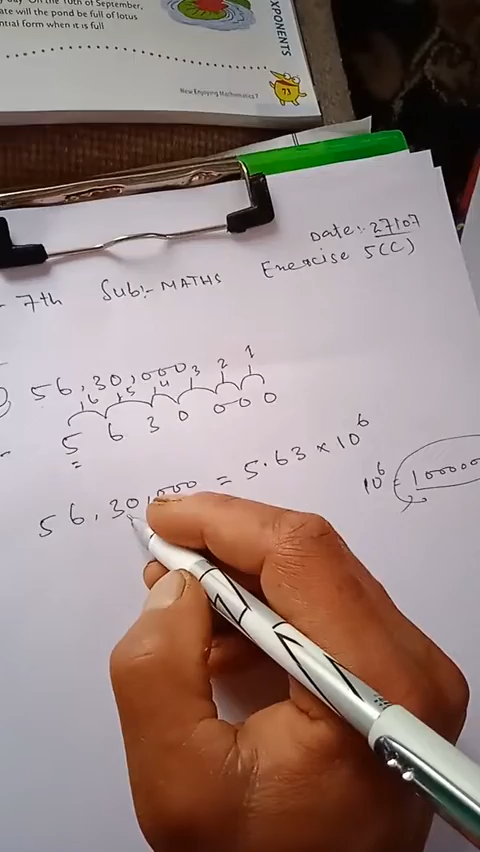 day. On the 10th of September,
ate will the pond be full of lotus
ntial form when it is full
EXPONENTS
New Enjoying Mathematics 7
73
Date:- 27/07
7th Sub:- MATHS Exercise 5(C)
56,30,000
6 5 4 3 2 1
5 6 3 0 0 0 0
56,30,000 = 5.63 × 10⁶
10⁶ = 100000